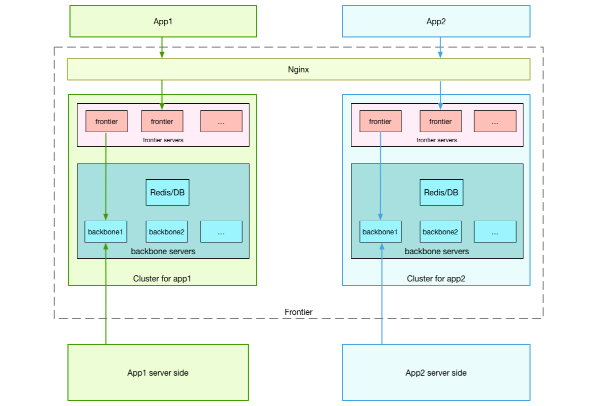 App1
App2
Nginx
frontier
frontier
...
frontier servers
frontier
frontier
...
frontier servers
Redis/DB
backbone1
backbone2
...
backbone servers
Redis/DB
backbone1
backbone2
...
backbone servers
Cluster for app1
Cluster for app2
Frontier
App1 server side
App2 server side